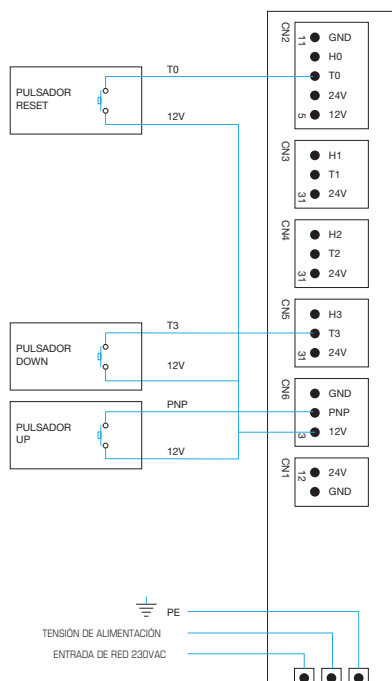 CN2
11
GND
H0
T0
T0
24V
5
12V
PULSADOR
RESET
12V
CN3
H1
T1
31
24V
CN4
H2
T2
31
24V
CN5
H3
T3
T3
31
24V
PULSADOR
DOWN
12V
CN6
GND
PNP
PNP
3
12V
PULSADOR
UP
12V
CN1
12
24V
GND
PE
TENSIÓN DE ALIMENTACIÓN
ENTRADA DE RED 230VAC